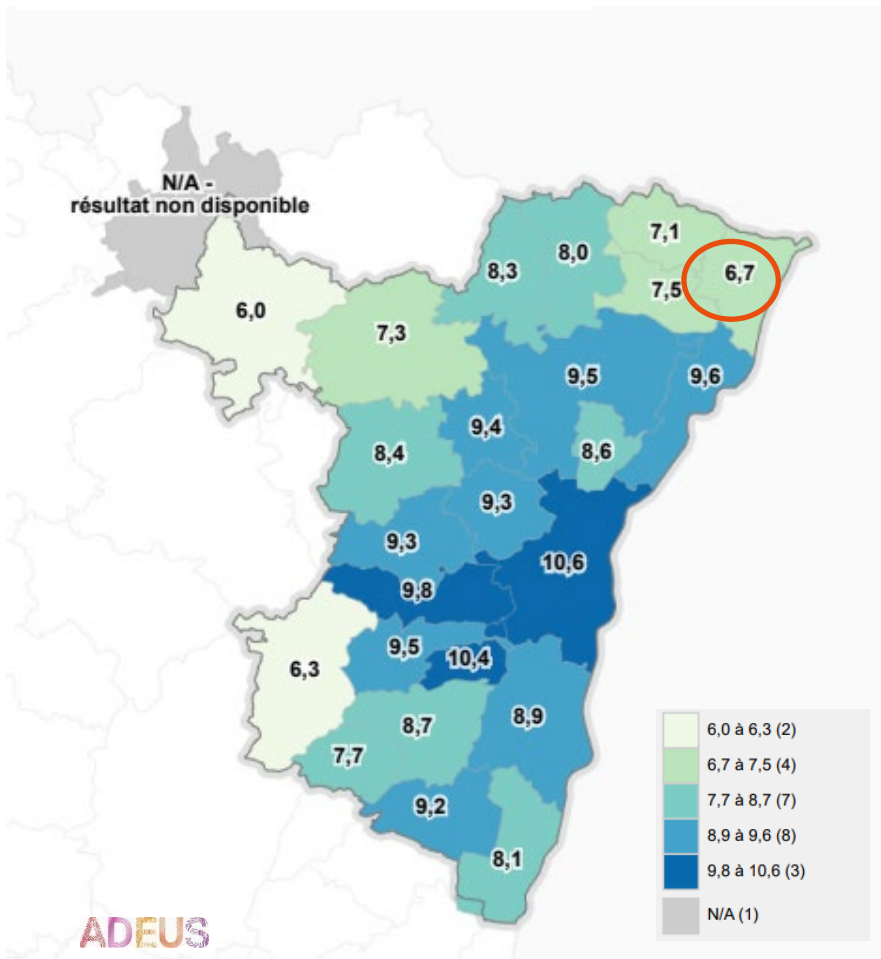 N/A -
résultat non disponible
7,1
8,0
8,3
6,7
7,5
6,0
7,3
9,5
9,6
9,4
8,4
8,6
9,3
9,3
10,6
9,8
9,5
10,4
6,3
8,9
8,7
7,7
9,2
8,1
6,0 à 6,3 (2)
6,7 à 7,5 (4)
7,7 à 8,7 (7)
8,9 à 9,6 (8)
9,8 à 10,6 (3)
N/A (1)
ADEUS